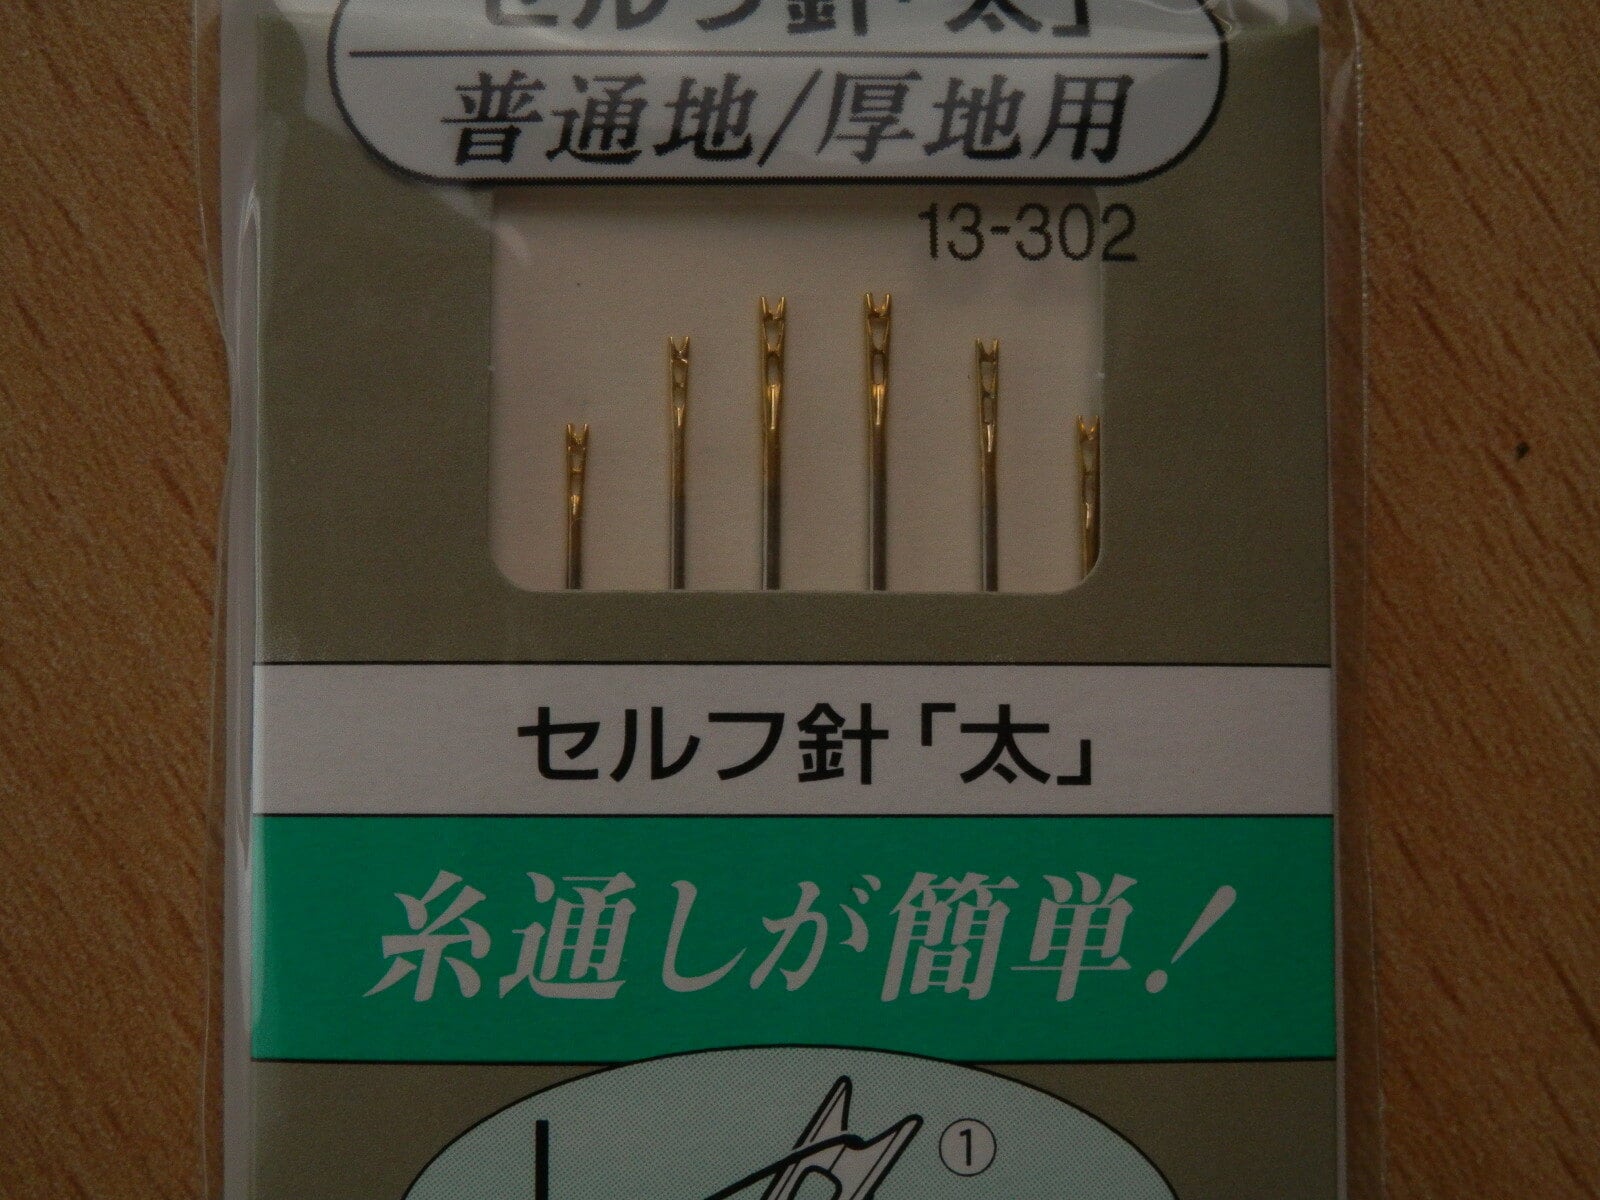 セルフ針「太」
普通地/厚地用
13-302
セルフ針「太」
糸通しが簡単!
①